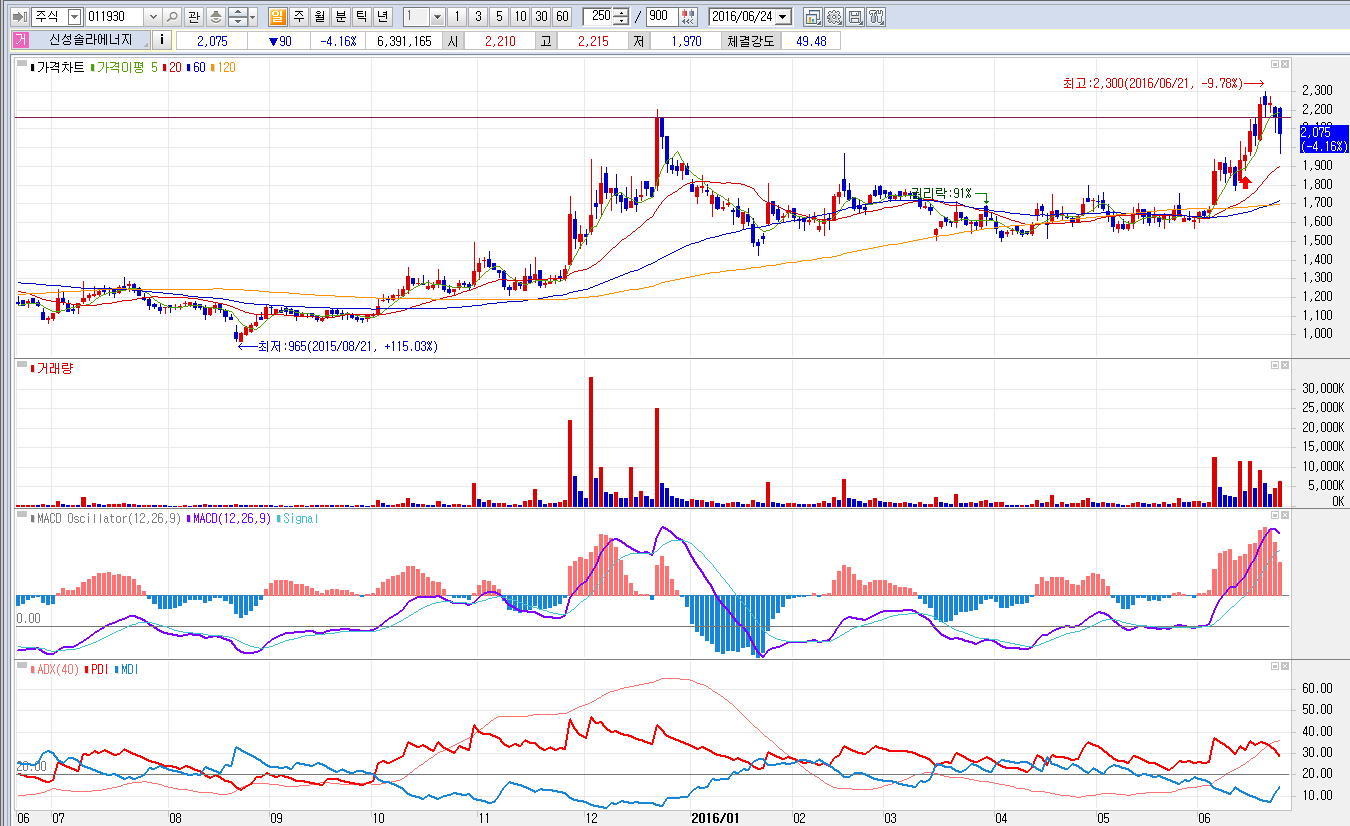 주식 011930 관 일 주 월 분 틱 년 1 1 3 5 10 30 60 250 / 900 2016/06/24
거 신성솔라에너지 i 2,075 ▼90 -4.16% 6,391,165 시 2,210 고 2,215 저 1,970 체결강도 49.48
가격차트 가격이평 5 20 60 120
최고:2,300(2016/06/21, -9.78%)→
2,300
2,200
2,100
2,075
(-4.16%)
1,900
1,800
권리락:91%
1,700
1,600
1,500
1,400
1,300
1,200
1,100
1,000
←최저:965(2015/08/21, +115.03%)
거래량
30,000K
25,000K
20,000K
15,000K
10,000K
5,000K
0K
MACD Oscillator(12,26,9) MACD(12,26,9) Signal
0.00
ADX(40) PDI MDI
60.00
50.00
40.00
30.00
20.00
20.00
10.00
06 07 08 09 10 11 12 2016/01 02 03 04 05 06